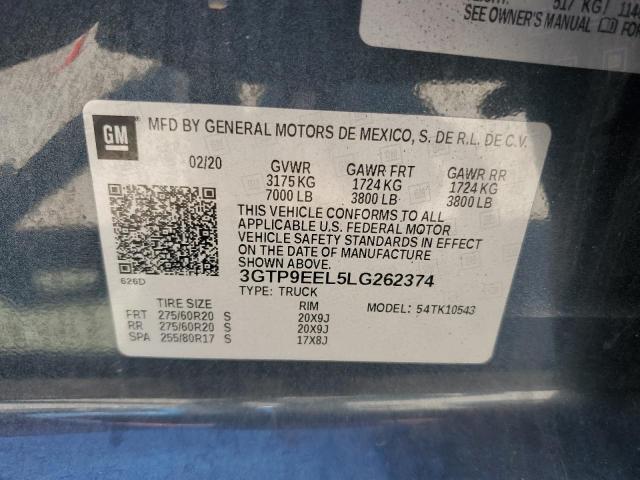 517 KG
SEE OWNER'S MANUAL
GM MFD BY GENERAL MOTORS DE MEXICO, S. DE R.L. DE C.V.
02/20 GVWR GAWR FRT GAWR RR
3175 KG 1724 KG 1724 KG
7000 LB 3800 LB 3800 LB
THIS VEHICLE CONFORMS TO ALL
APPLICABLE U.S. FEDERAL MOTOR
VEHICLE SAFETY STANDARDS IN EFFECT
ON THE DATE OF MANUFACTURE
SHOWN ABOVE.
626D 3GTP9EEL5LG262374
TYPE: TRUCK MODEL: 54TK10543
TIRE SIZE RIM
FRT 275/60R20 S 20X9J
RR 275/60R20 S 20X9J
SPA 255/80R17 S 17X8J